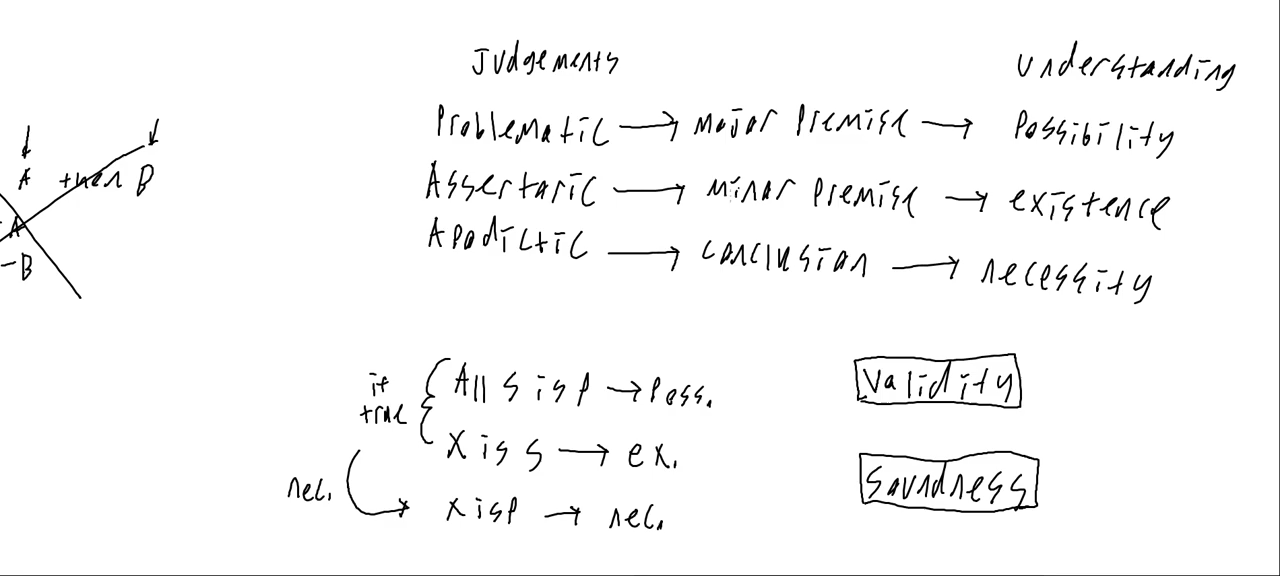 Judgements understanding
Problematic → Major Premise → Possibility
Assertoric → minor premise → existence
Apodictic → conclusion → necessity
A then B
-A
-B
if true { All S is P → Poss.
X is S → ex.
nec. X is P → nec.
Validity
Soundness